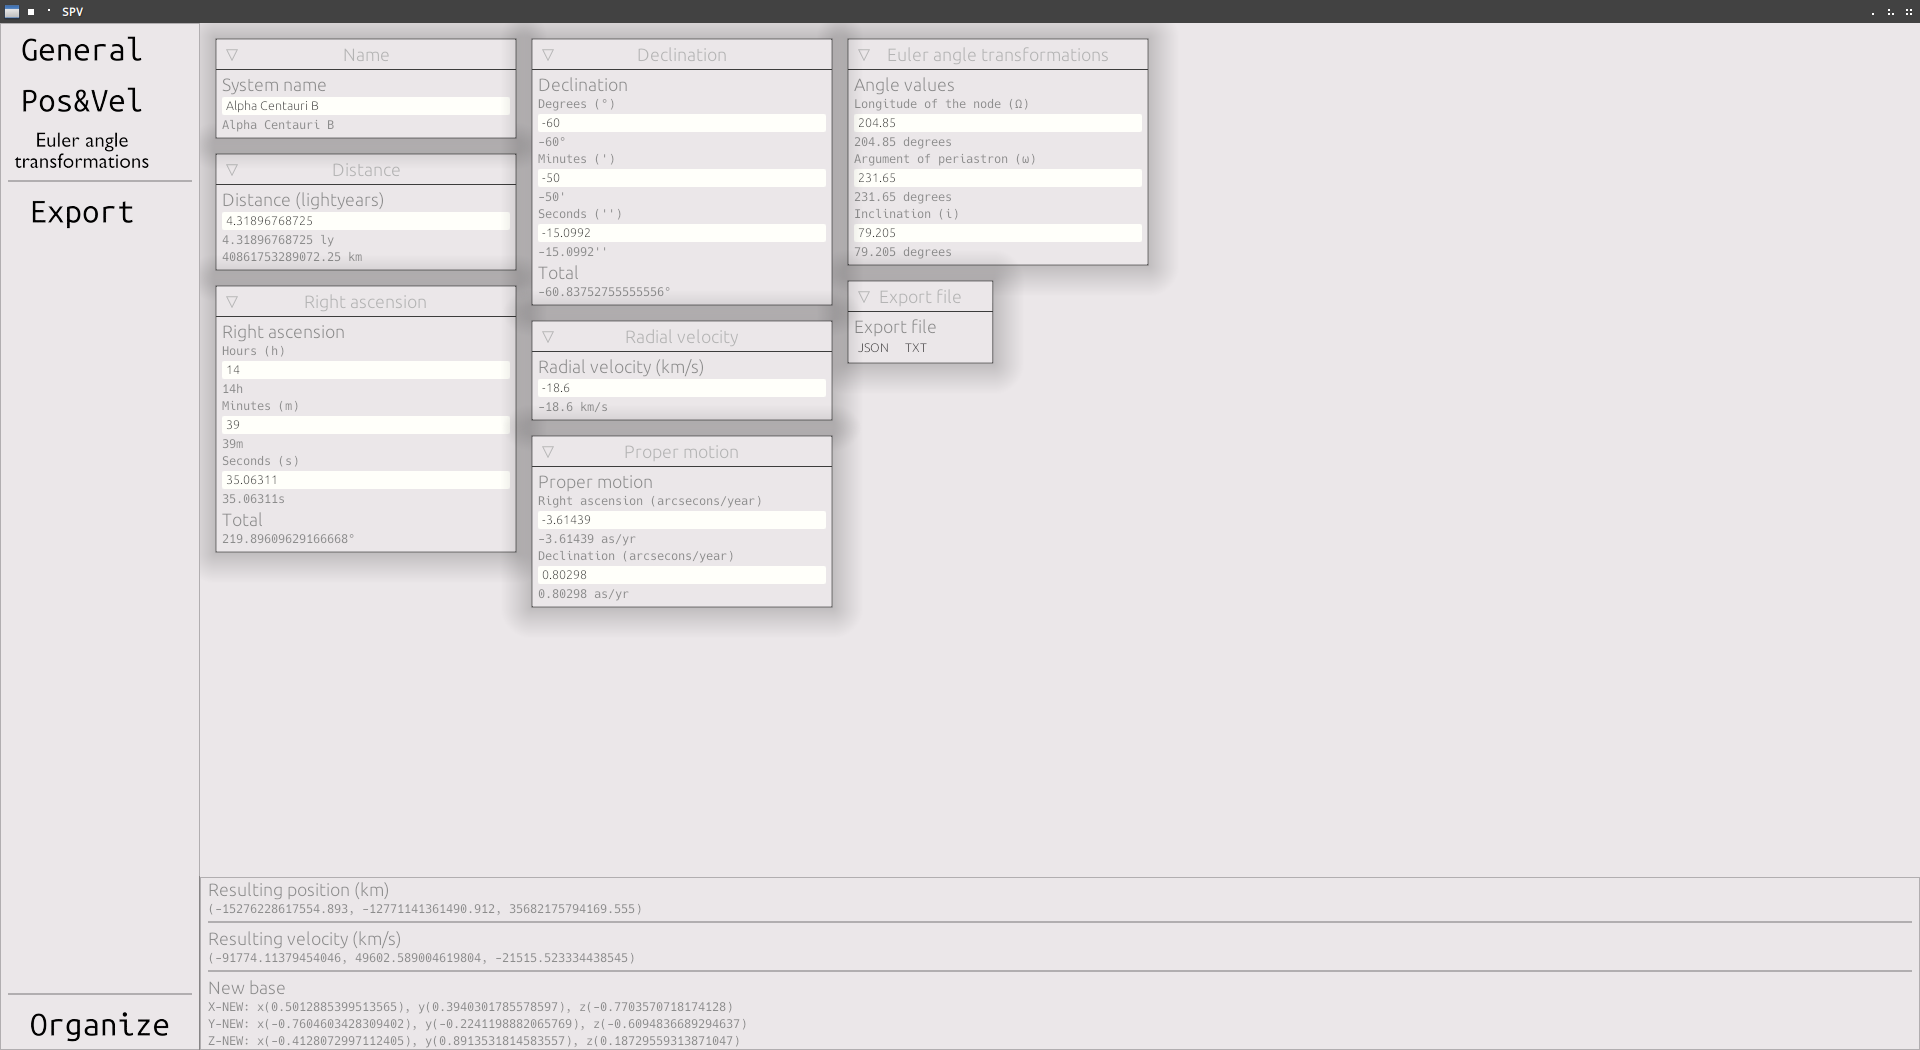 SPV
General
Pos&Vel
Euler angle
transformations
Export
Organize
Name
System name
Alpha Centauri B
Alpha Centauri B
Distance
Distance (lightyears)
4.31896768725
4.31896768725 ly
40861753289072.25 km
Right ascension
Right ascension
Hours (h)
14
14h
Minutes (m)
39
39m
Seconds (s)
35.06311
35.06311s
Total
219.89609629166668°
Declination
Declination
Degrees (°)
-60
-60°
Minutes (')
-50
-50'
Seconds ('')
-15.0992
-15.0992''
Total
-60.83752755555556°
Radial velocity
Radial velocity (km/s)
-18.6
-18.6 km/s
Proper motion
Proper motion
Right ascension (arcsecons/year)
-3.61439
-3.61439 as/yr
Declination (arcsecons/year)
0.80298
0.80298 as/yr
Euler angle transformations
Angle values
Longitude of the node (Ω)
204.85
204.85 degrees
Argument of periastron (ω)
231.65
231.65 degrees
Inclination (i)
79.205
79.205 degrees
Export file
Export file
JSON TXT
Resulting position (km)
(-15276228617554.893, -12771141361490.912, 35682175794169.555)
Resulting velocity (km/s)
(-91774.11379454046, 49602.589004619804, -21515.523334438545)
New base
X-NEW: x(0.5012885399513565), y(0.3940301785578597), z(-0.7703570718174128)
Y-NEW: x(-0.7604603428309402), y(-0.2241198882065769), z(-0.6094836689294637)
Z-NEW: x(-0.4128072997112405), y(0.8913531814583557), z(0.18729559313871047)